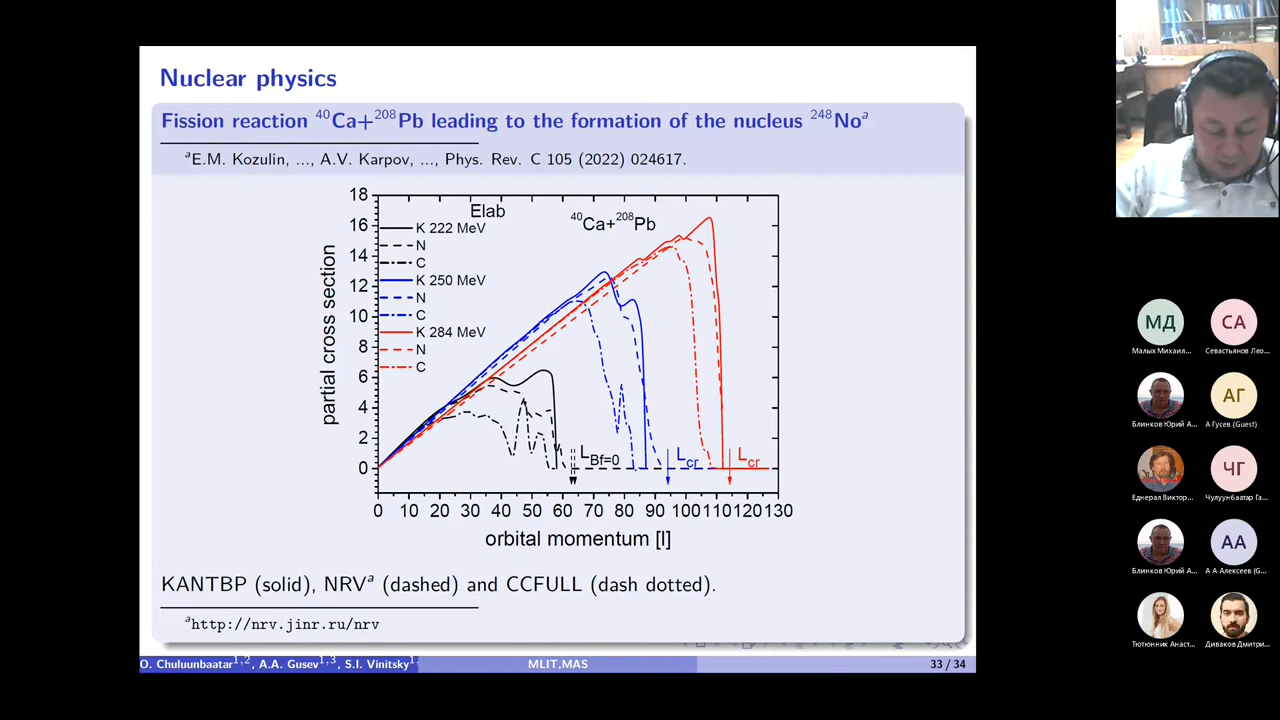 Nuclear physics
Fission reaction ⁴⁰Ca+²⁰⁸Pb leading to the formation of the nucleus ²⁴⁸Noᵃ
ᵃE.M. Kozulin, ..., A.V. Karpov, ..., Phys. Rev. C 105 (2022) 024617.
18
16
14
12
10
8
6
4
2
0
partial cross section
Elab
⁴⁰Ca+²⁰⁸Pb
K 222 MeV
N
C
K 250 MeV
N
C
K 284 MeV
N
C
L_Bf=0
L_cr
L_cr
0 10 20 30 40 50 60 70 80 90 100 110 120 130
orbital momentum [l]
KANTBP (solid), NRVᵃ (dashed) and CCFULL (dash dotted).
ᵃhttp://nrv.jinr.ru/nrv
O. Chuluunbaatar¹,², A.A. Gusev¹,³, S.I. Vinitsky¹,
MLIT,MAS
33 / 34
МД
Малых Михаил...
СА
Севастьянов Лео...
Блинков Юрий А...
АГ
А Гусев (Guest)
Еднерал Виктор...
ЧГ
Чулуунбаатар Га...
Блинков Юрий А...
АА
А А Алексеев (G...
Тютюнник Анаст...
Диваков Дмитри...